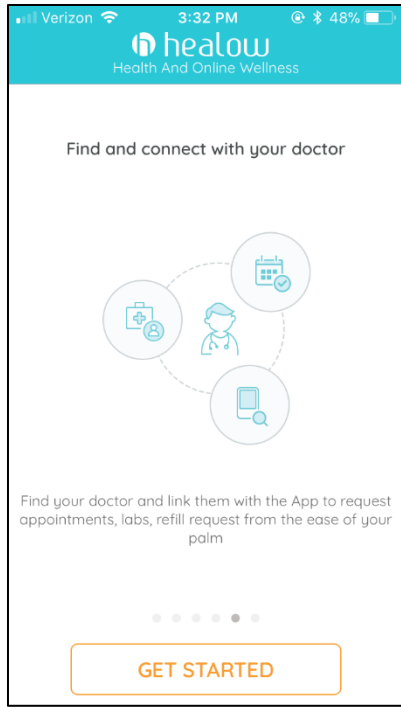 Verizon 3:32 PM 48%
healow
Health And Online Wellness
Find and connect with your doctor
Find your doctor and link them with the App to request
appointments, labs, refill request from the ease of your
palm
GET STARTED